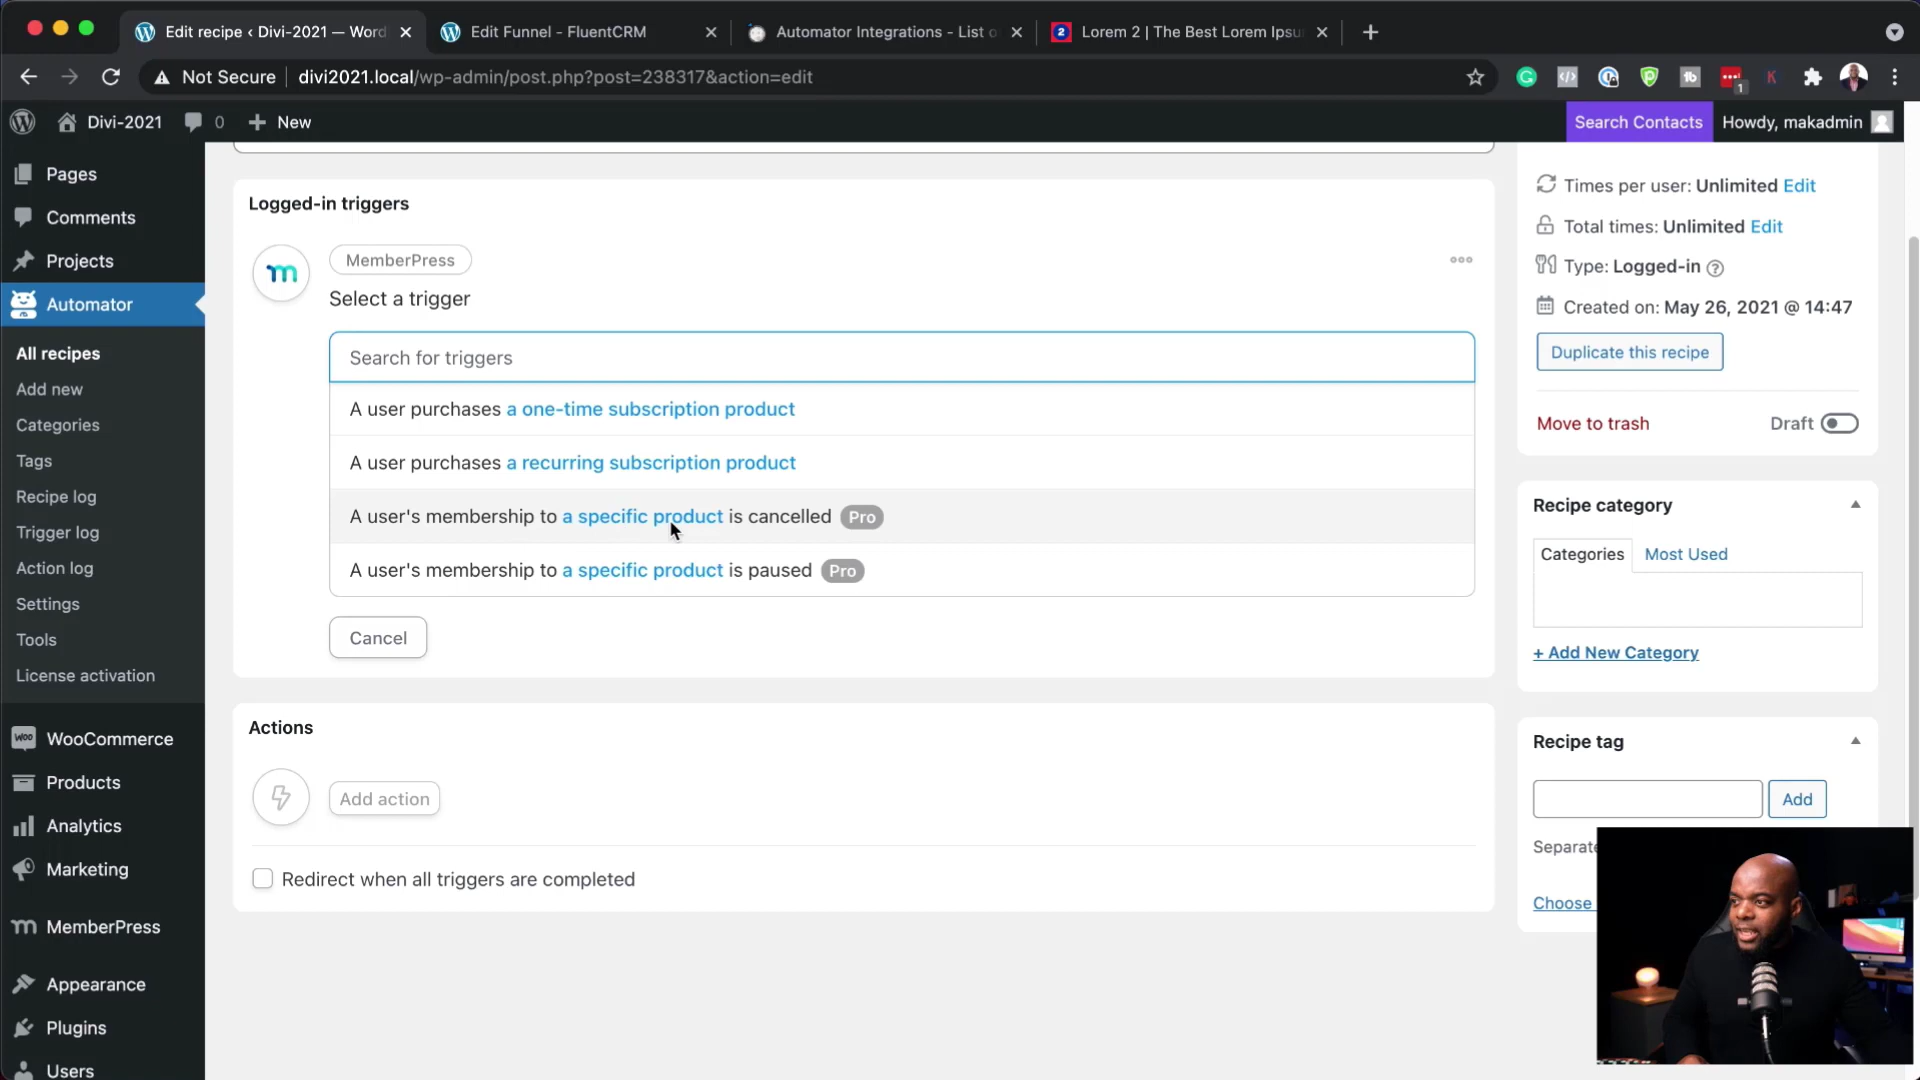 Edit recipe ‹ Divi-2021 — Word
Edit Funnel - FluentCRM
Automator Integrations - List o
2
Lorem 2 | The Best Lorem Ipsu
Not Secure
divi2021.local/wp-admin/post.php?post=238317&action=edit
1
Divi-2021
0
New
Search Contacts
Howdy, makadmin
Pages
Comments
Projects
Automator
All recipes
Add new
Categories
Tags
Recipe log
Trigger log
Action log
Settings
Tools
License activation
WooCommerce
Products
Analytics
Marketing
MemberPress
Appearance
Plugins
Users
Logged-in triggers
MemberPress
Select a trigger
Search for triggers
A user purchases a one-time subscription product
A user purchases a recurring subscription product
A user's membership to a specific product is cancelled Pro
A user's membership to a specific product is paused Pro
Cancel
Actions
Add action
Redirect when all triggers are completed
Times per user: Unlimited Edit
Total times: Unlimited Edit
Type: Logged-in
Created on: May 26, 2021 @ 14:47
Duplicate this recipe
Move to trash
Draft
Recipe category
Categories
Most Used
+ Add New Category
Recipe tag
Add
Separate
Choose